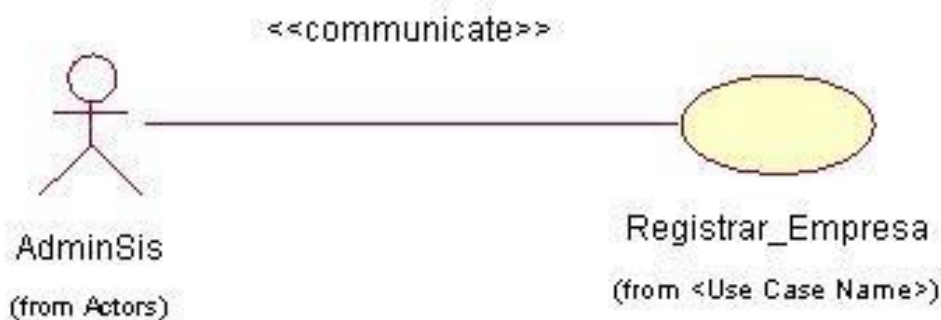 <<communicate>>
AdminSis
(from Actors)
Registrar_Empresa
(from <Use Case Name>)